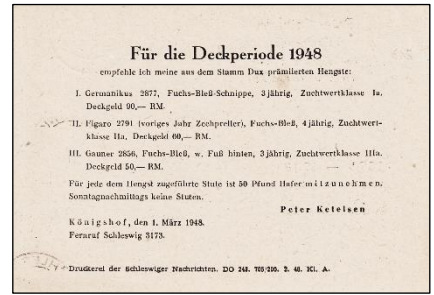 Für die Deckperiode 1948
empfehle ich meine aus dem Stamm Dux prämiierten Hengste:
I. Germanikus 2877, Fuchs-Bleß-Schnippe, 3jährig, Zuchtwertklasse Ia,
Deckgeld 90,— RM.
II. Figaro 2791 (voriges Jahr Zechpreller), Fuchs-Bleß, 4jährig, Zuchtwert-
klasse IIa, Deckgeld 60,— RM.
III. Gauner 2856, Fuchs-Bleß, w. Fuß hinten, 3jährig, Zuchtwertklasse IIIa.
Deckgeld 50,— RM.
Für jede dem Hengst zugeführte Stute ist 50 Pfund Hafer mitzunehmen.
Sonntagnachmittags keine Stuten.
Peter Ketelsen
Königshof, den 1. März 1948.
Fernruf Schleswig 3173.
Druckerei der Schleswiger Nachrichten. DO 248. 705/200. 2. 48. Kl. A.